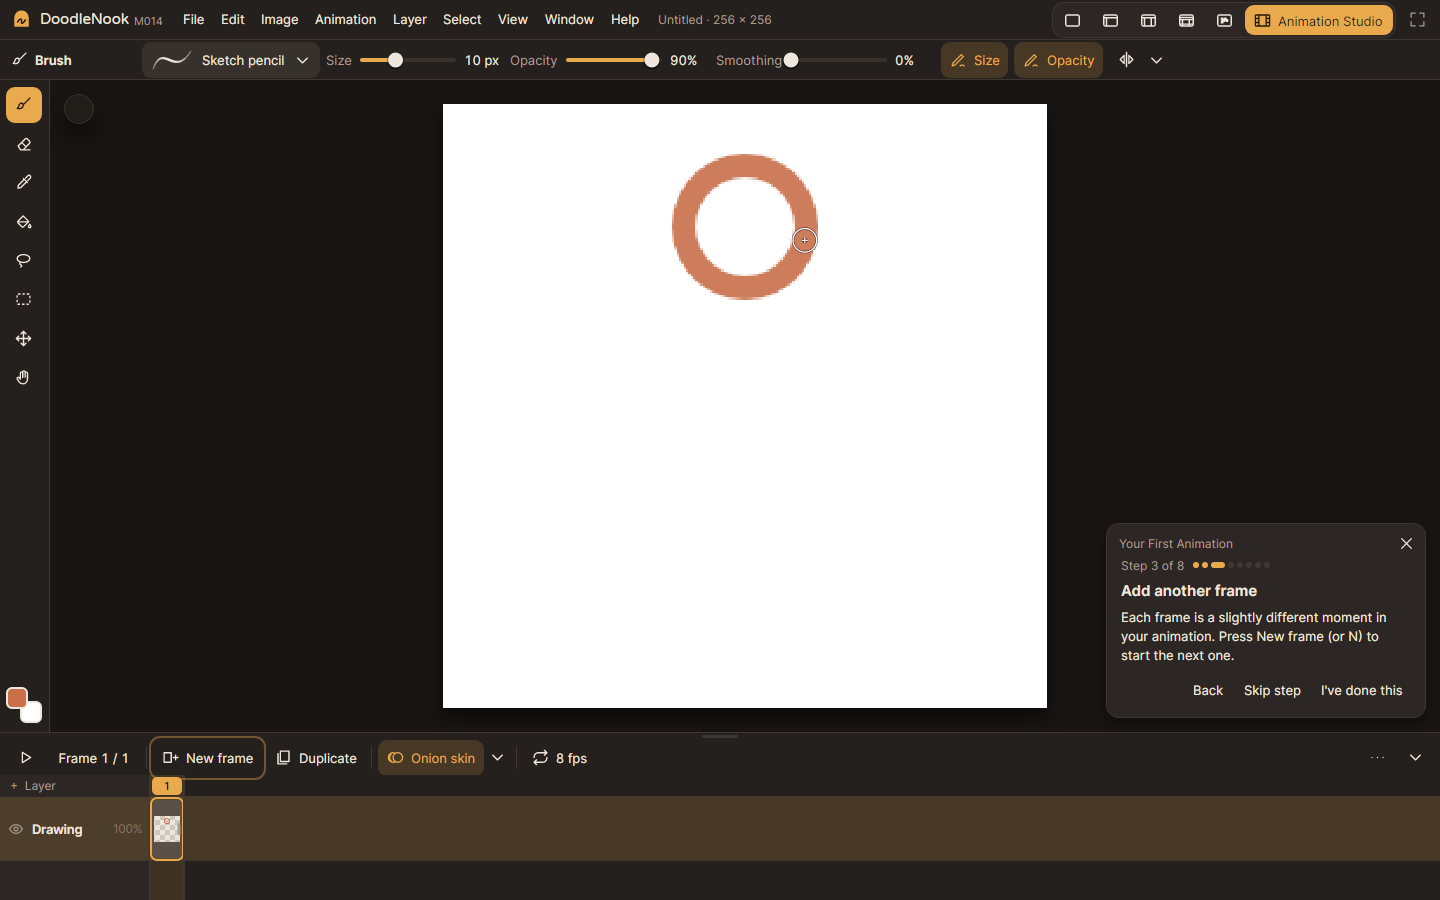 DoodleNook M014 File Edit Image Animation Layer Select View Window Help Untitled · 256 × 256 Animation Studio
Brush Sketch pencil Size 10 px Opacity 90% Smoothing 0% Size Opacity
Your First Animation
Step 3 of 8
Add another frame
Each frame is a slightly different moment in
your animation. Press New frame (or N) to
start the next one.
Back Skip step I've done this
Frame 1 / 1 New frame Duplicate Onion skin 8 fps
+ Layer 1
Drawing 100%